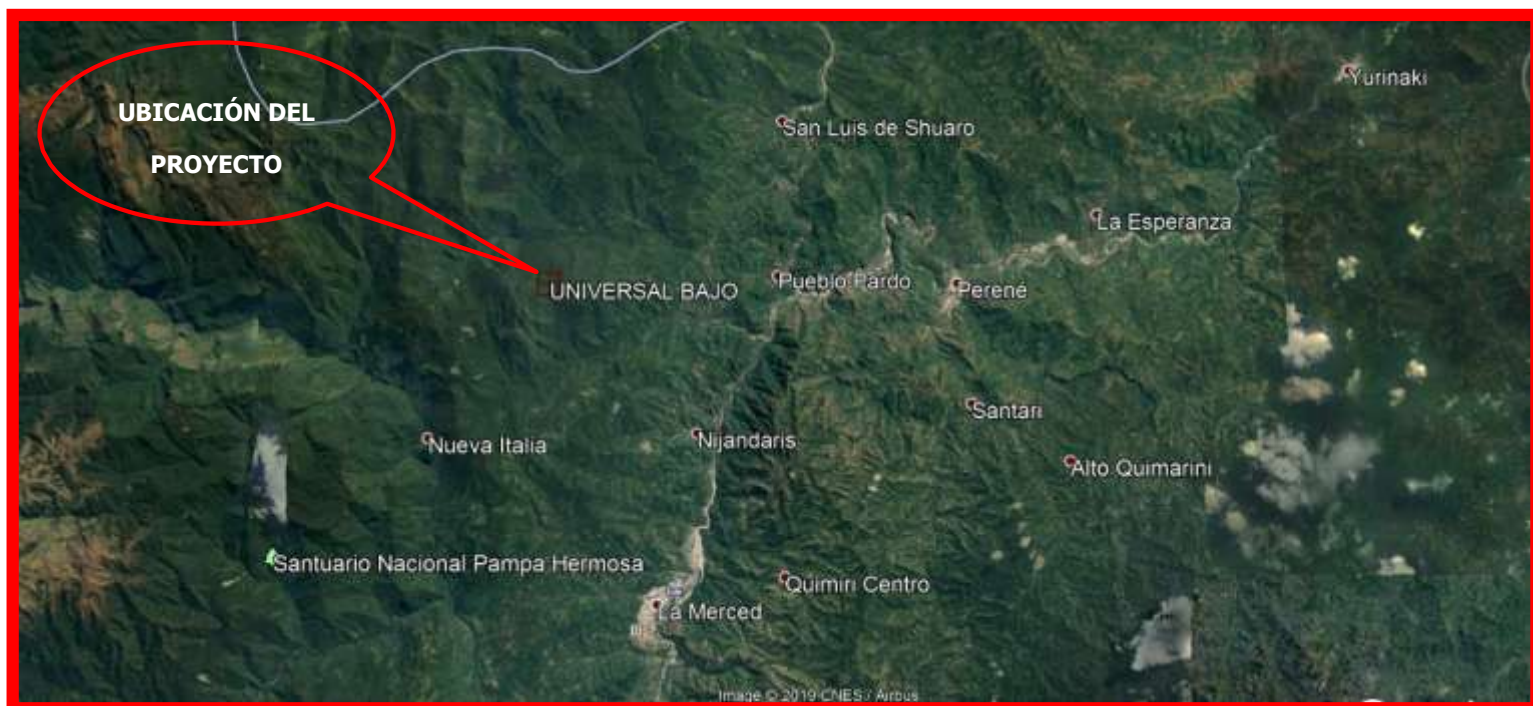 UBICACIÓN DEL
PROYECTO
Yurinaki
San Luis de Shuaro
La Esperanza
UNIVERSAL BAJO
Pueblo Pardo
Perené
Santari
Nueva Italia
Nijandaris
Alto Quimarini
Santuario Nacional Pampa Hermosa
Quimiri Centro
La Merced
Image © 2019 CNES / Airbus